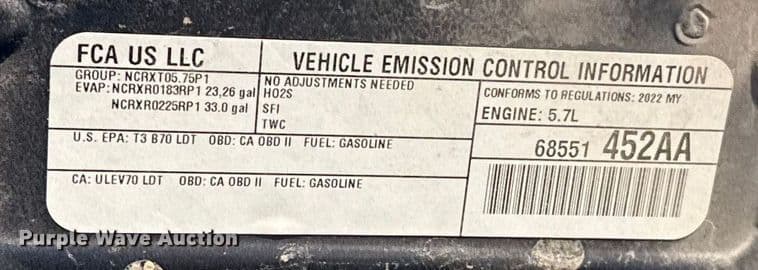 FCA US LLC
VEHICLE EMISSION CONTROL INFORMATION
GROUP: NCRXT05.75P1
EVAP: NCRXR0183RP1 23,26 gal
NCRXR0225RP1 33.0 gal
NO ADJUSTMENTS NEEDED
HO2S
SFI
TWC
CONFORMS TO REGULATIONS: 2022 MY
ENGINE: 5.7L
U.S. EPA: T3 B70 LDT OBD: CA OBD II FUEL: GASOLINE
68551 452AA
CA: ULEV70 LDT OBD: CA OBD II FUEL: GASOLINE
Purple Wave Auction